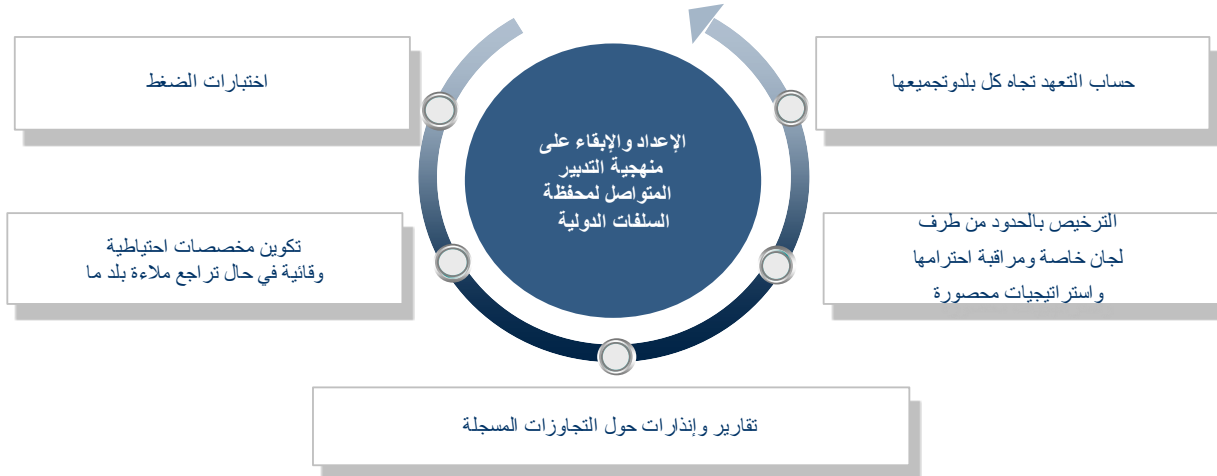 حساب التعهد تجاه كل بلدوتجميعها
اختبارات الضغط
الإعداد والإبقاء على
منهجية التدبير
المتواصل لمحفظة
السلفات الدولية
الترخيص بالحدود من طرف
لجان خاصة ومراقبة احترامها
واستراتيجيات محصورة
تكوين مخصصات احتياطية
وقائية في حال تراجع ملاءة بلد ما
تقارير وإنذارات حول التجاوزات المسجلة